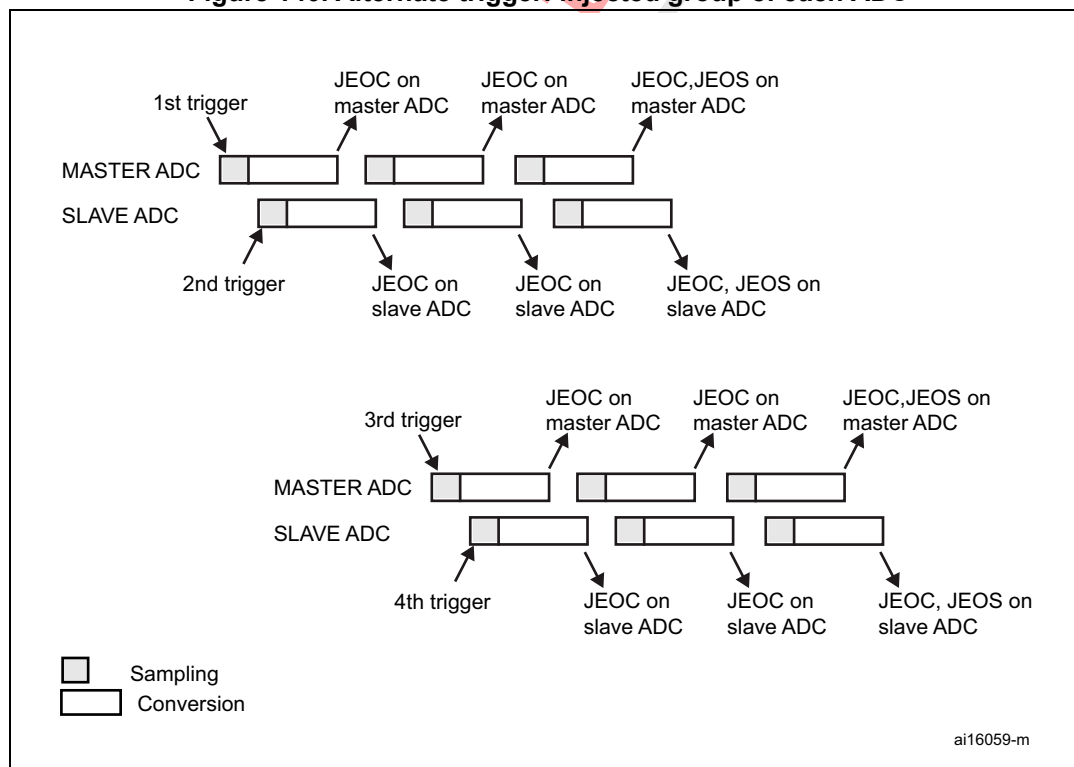 JEOC on
master ADC
JEOC on
master ADC
JEOC,JEOS on
master ADC
1st trigger
MASTER ADC
SLAVE ADC
2nd trigger
JEOC on
slave ADC
JEOC on
slave ADC
JEOC, JEOS on
slave ADC
JEOC on
master ADC
JEOC on
master ADC
JEOC,JEOS on
master ADC
3rd trigger
MASTER ADC
SLAVE ADC
4th trigger
JEOC on
slave ADC
JEOC on
slave ADC
JEOC, JEOS on
slave ADC
Sampling
Conversion
ai16059-m